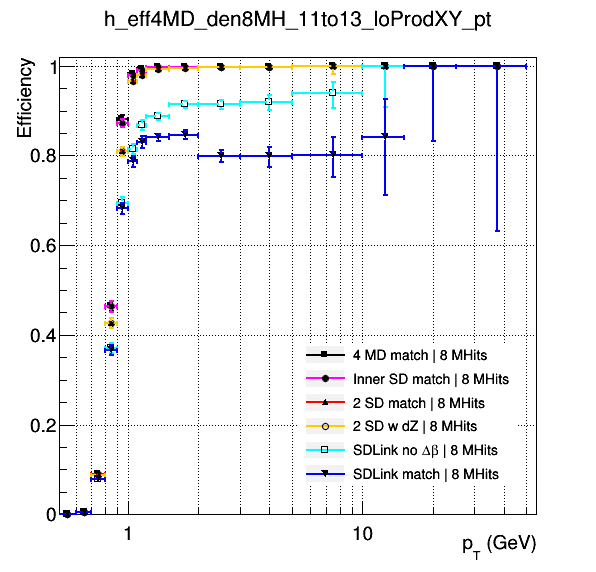 h_eff4MD_den8MH_11to13_loProdXY_pt
Efficiency
1
0.8
0.6
0.4
0.2
0
4 MD match | 8 MHits
Inner SD match | 8 MHits
2 SD match | 8 MHits
2 SD w dZ | 8 MHits
SDLink no Δβ | 8 MHits
SDLink match | 8 MHits
1
10
p_T (GeV)